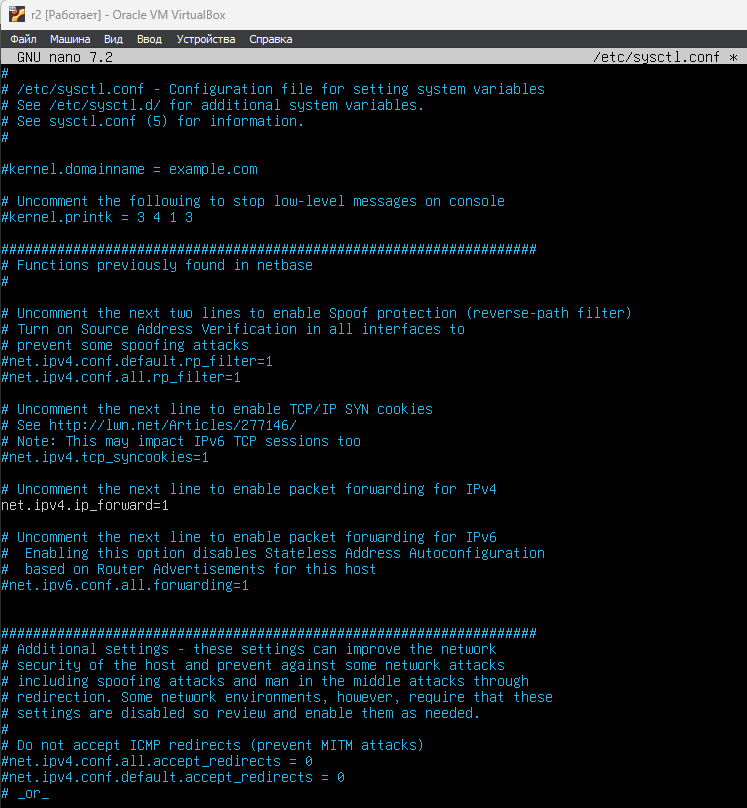 r2 [Работает] - Oracle VM VirtualBox
Файл Машина Вид Ввод Устройства Справка
GNU nano 7.2 /etc/sysctl.conf *
#
# /etc/sysctl.conf - Configuration file for setting system variables
# See /etc/sysctl.d/ for additional system variables.
# See sysctl.conf (5) for information.
#
#kernel.domainname = example.com
# Uncomment the following to stop low-level messages on console
#kernel.printk = 3 4 1 3
###################################################################
# Functions previously found in netbase
#
# Uncomment the next two lines to enable Spoof protection (reverse-path filter)
# Turn on Source Address Verification in all interfaces to
# prevent some spoofing attacks
#net.ipv4.conf.default.rp_filter=1
#net.ipv4.conf.all.rp_filter=1
# Uncomment the next line to enable TCP/IP SYN cookies
# See http://lwn.net/Articles/277146/
# Note: This may impact IPv6 TCP sessions too
#net.ipv4.tcp_syncookies=1
# Uncomment the next line to enable packet forwarding for IPv4
net.ipv4.ip_forward=1
# Uncomment the next line to enable packet forwarding for IPv6
#  Enabling this option disables Stateless Address Autoconfiguration
#  based on Router Advertisements for this host
#net.ipv6.conf.all.forwarding=1
###################################################################
# Additional settings - these settings can improve the network
# security of the host and prevent against some network attacks
# including spoofing attacks and man in the middle attacks through
# redirection. Some network environments, however, require that these
# settings are disabled so review and enable them as needed.
#
# Do not accept ICMP redirects (prevent MITM attacks)
#net.ipv4.conf.all.accept_redirects = 0
#net.ipv4.conf.default.accept_redirects = 0
# _or_